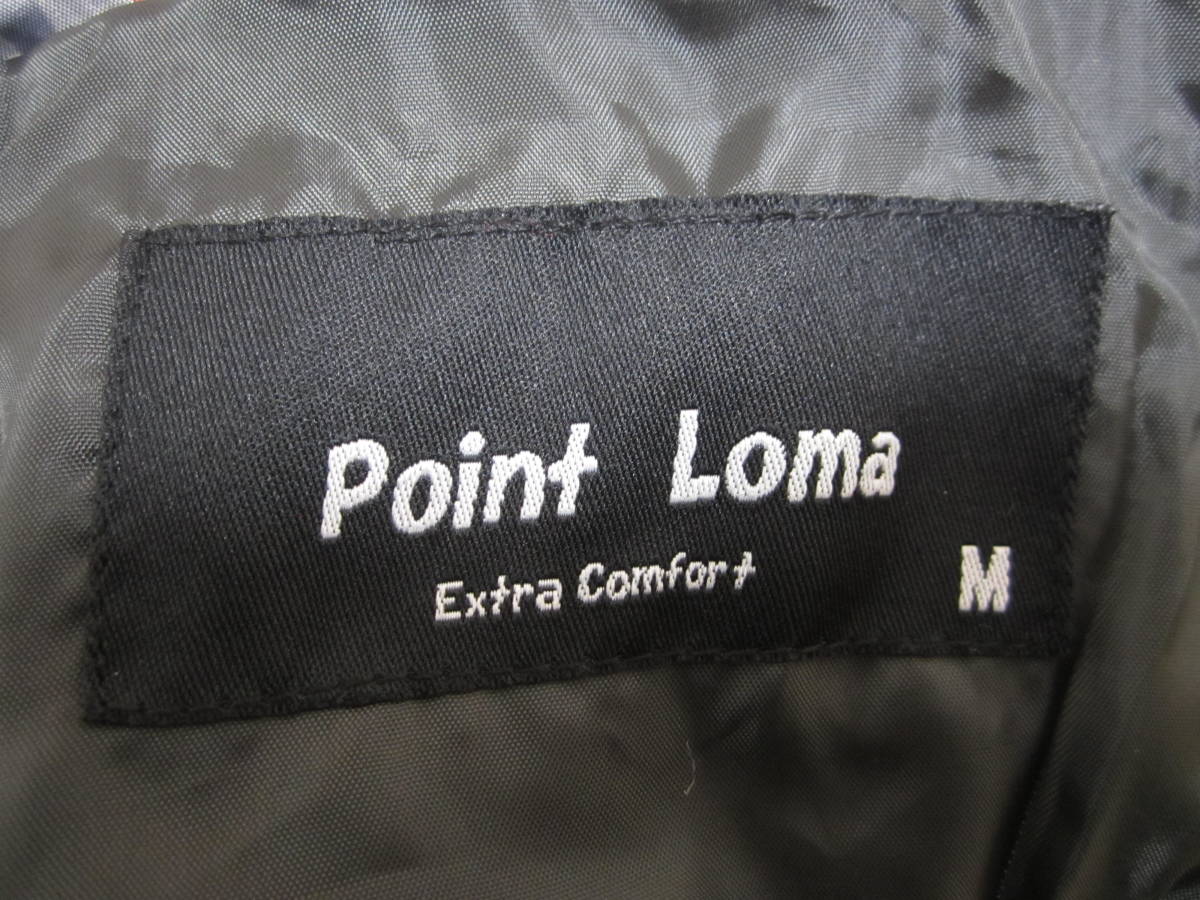 Point Loma
Extra Comfort
M